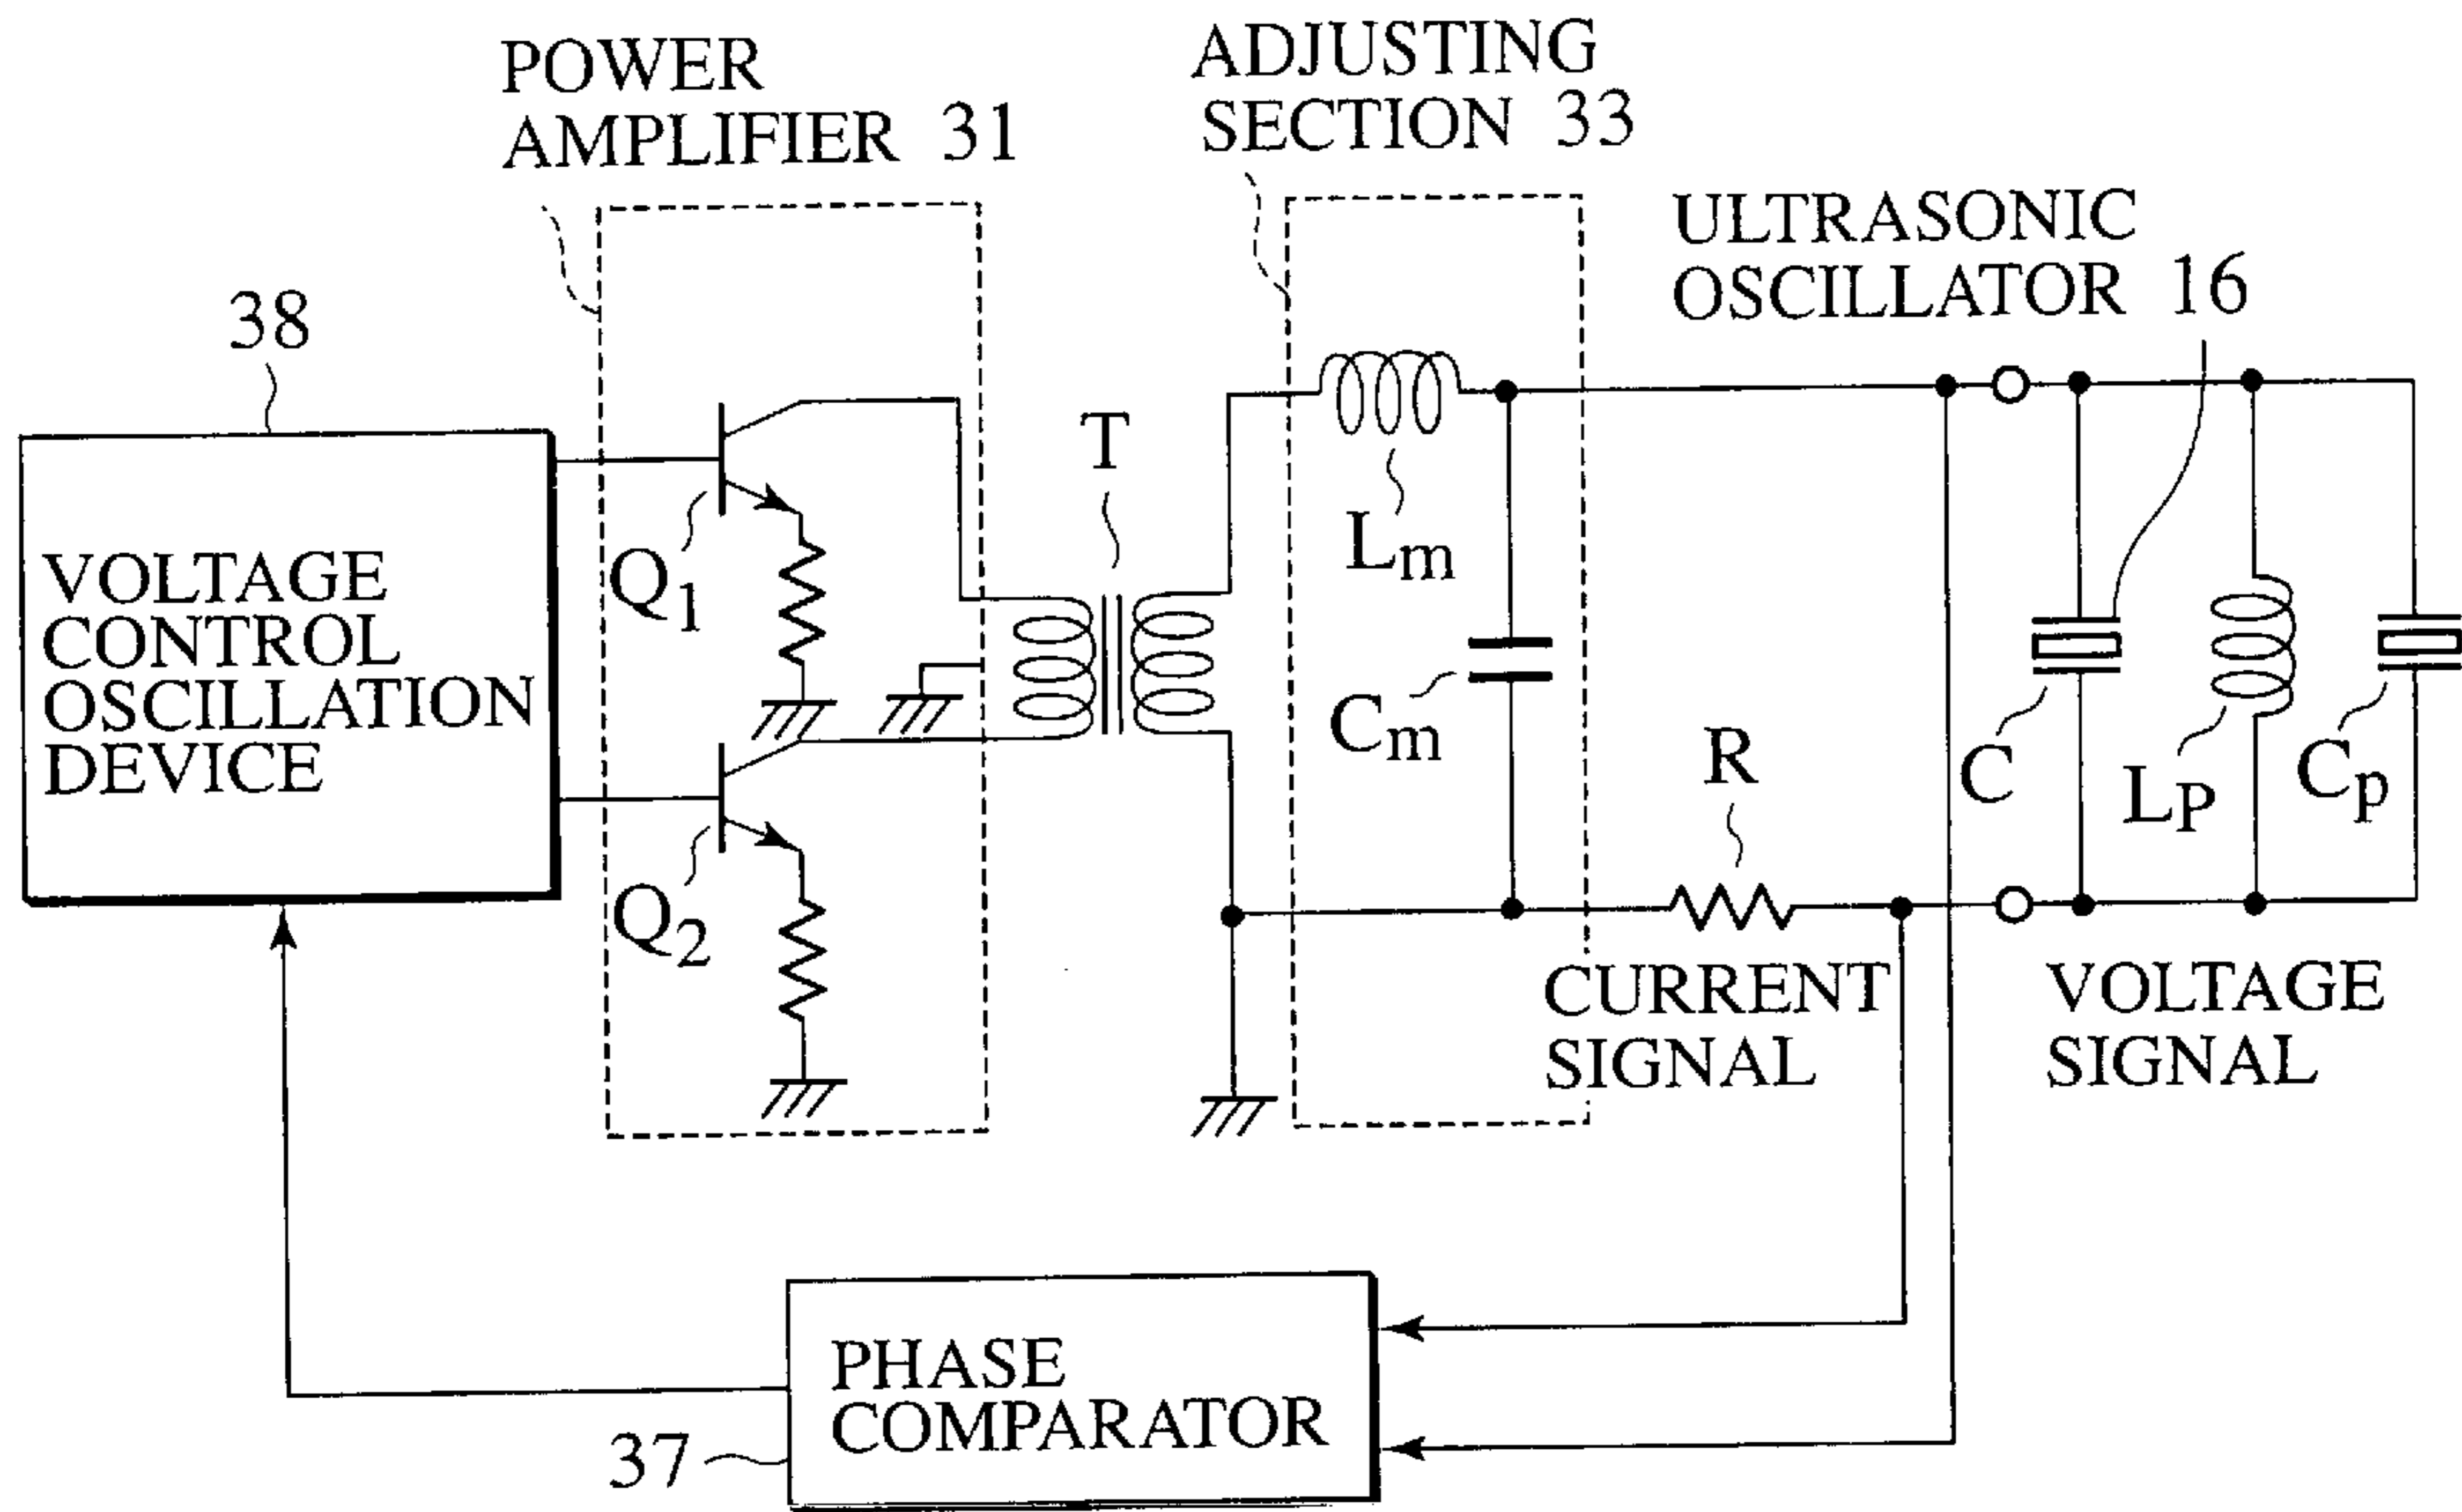 POWER
AMPLIFIER 31
ADJUSTING
SECTION 33
ULTRASONIC
OSCILLATOR 16
38
VOLTAGE
CONTROL
OSCILLATION
DEVICE
Q1
Q2
T
Lm
Cm
R
C
LP
Cp
CURRENT
SIGNAL
VOLTAGE
SIGNAL
PHASE
COMPARATOR
37